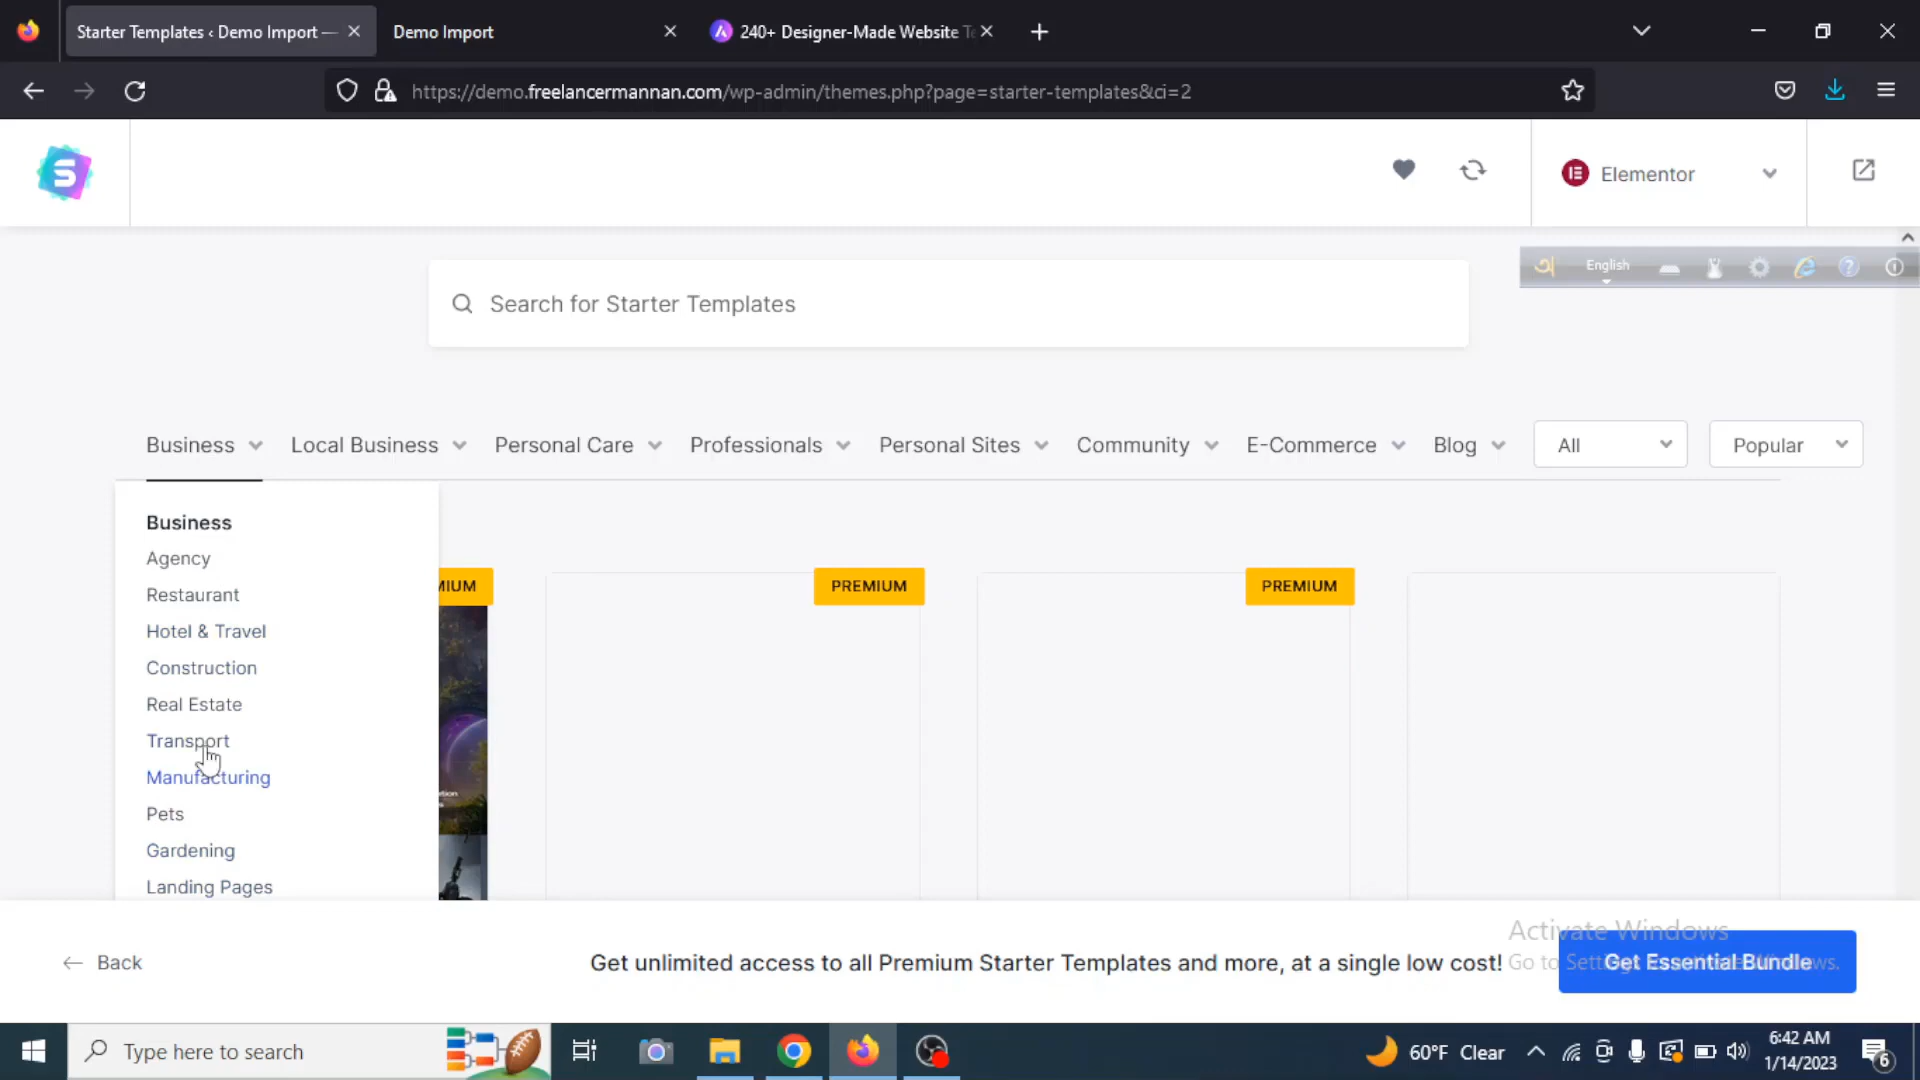 Starter Templates ‹ Demo Import —
Demo Import
240+ Designer-Made Website Te
https://demo.freelancermannan.com/wp-admin/themes.php?page=starter-templates&ci=2
Elementor
English
Search for Starter Templates
Business
Local Business
Personal Care
Professionals
Personal Sites
Community
E-Commerce
Blog
All
Popular
Business
Agency
Restaurant
Hotel & Travel
Construction
Real Estate
Transport
Manufacturing
Pets
Gardening
Landing Pages
MIUM
PREMIUM
PREMIUM
Back
Get unlimited access to all Premium Starter Templates and more, at a single low cost!
Get Essential Bundle
Activate Windows
Type here to search
60°F Clear
6:42 AM
1/14/2023
6